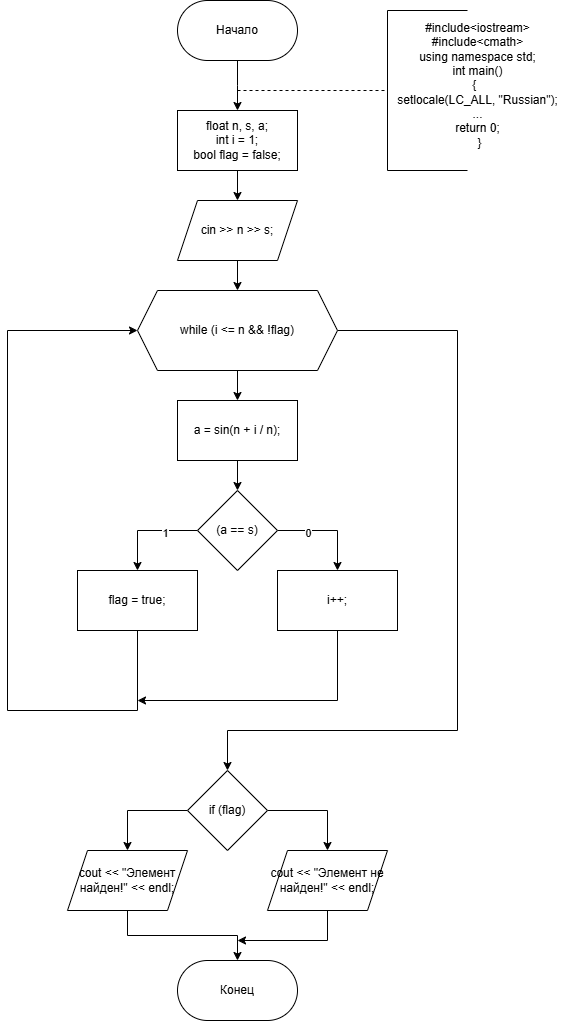 Начало
#include<iostream>
#include<cmath>
using namespace std;
int main()
{
setlocale(LC_ALL, "Russian");
...
return 0;
}
float n, s, a;
int i = 1;
bool flag = false;
cin >> n >> s;
while (i <= n && !flag)
a = sin(n + i / n);
(a == s)
1
0
flag = true;
i++;
if (flag)
cout << "Элемент
найден!" << endl;
cout << "Элемент не
найден!" << endl;
Конец